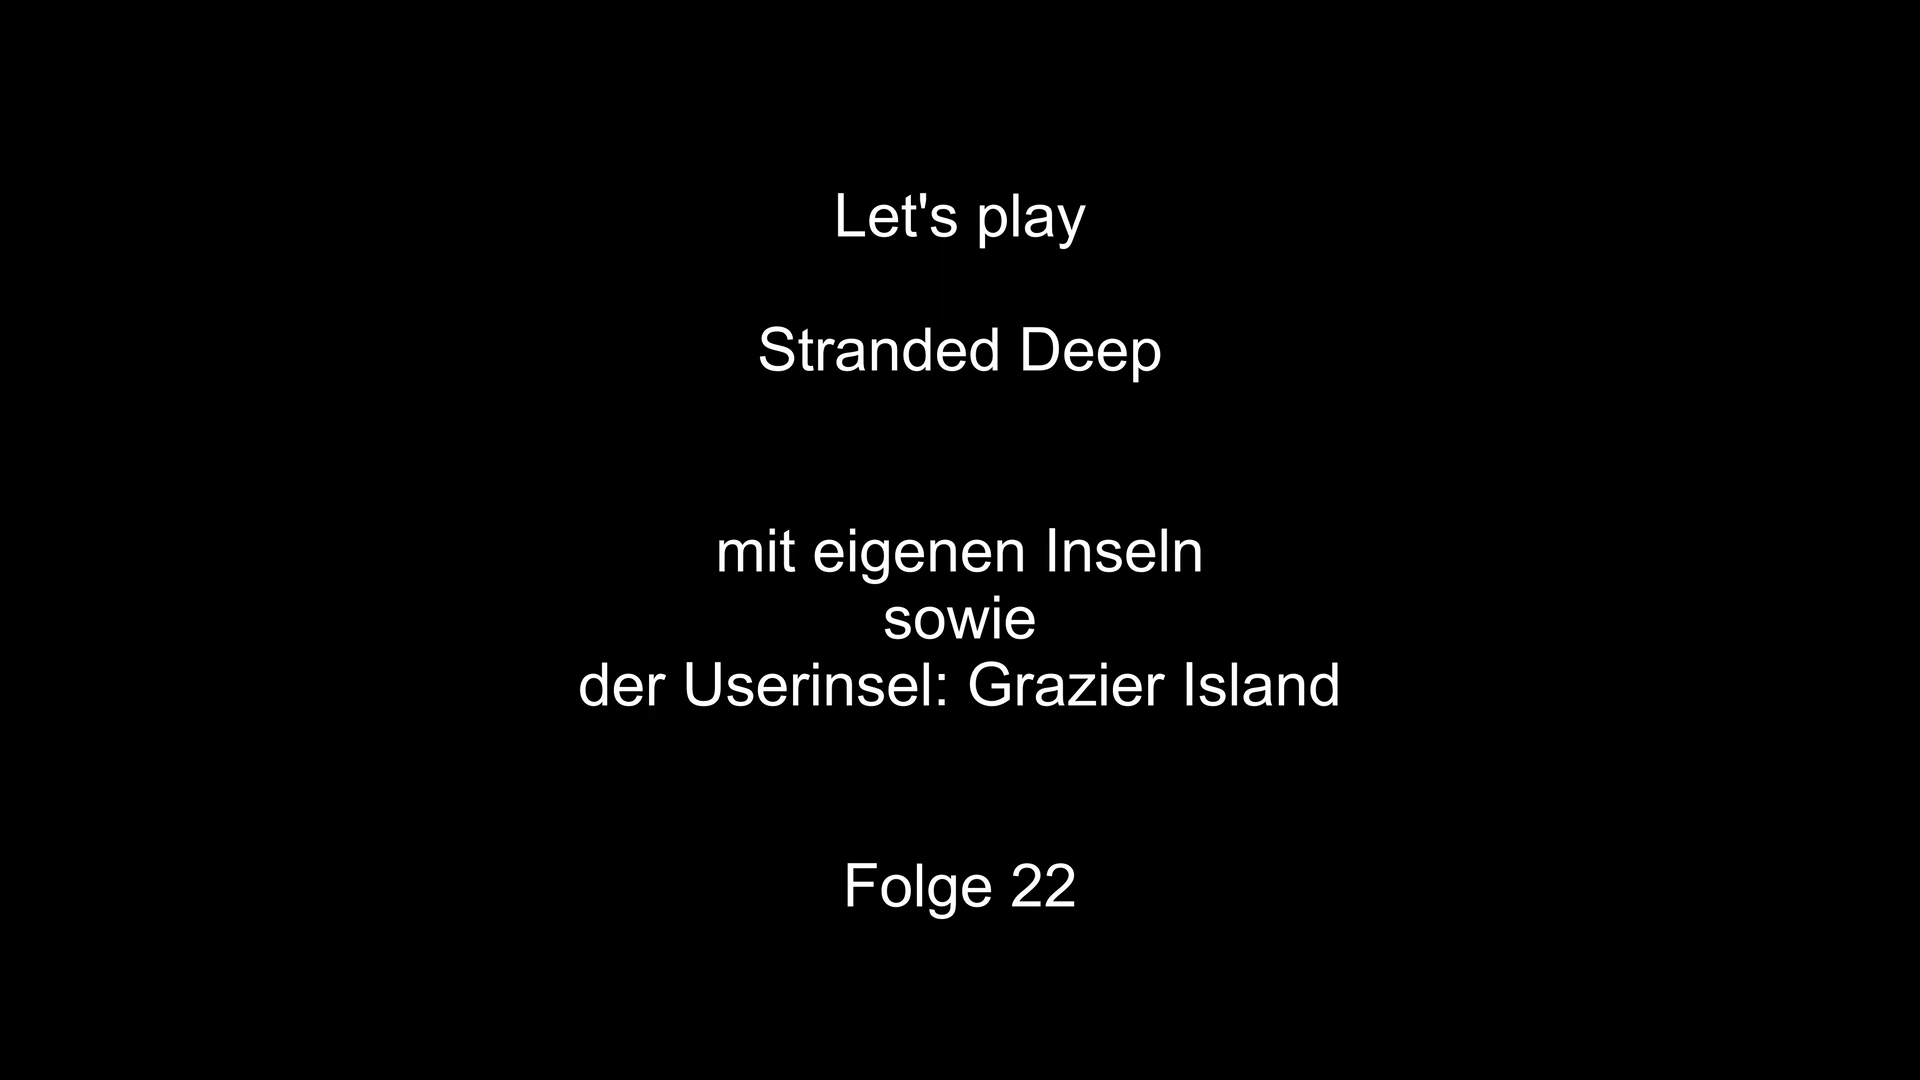 Let's play
Stranded Deep
mit eigenen Inseln
sowie
der Userinsel: Grazier Island
Folge 22